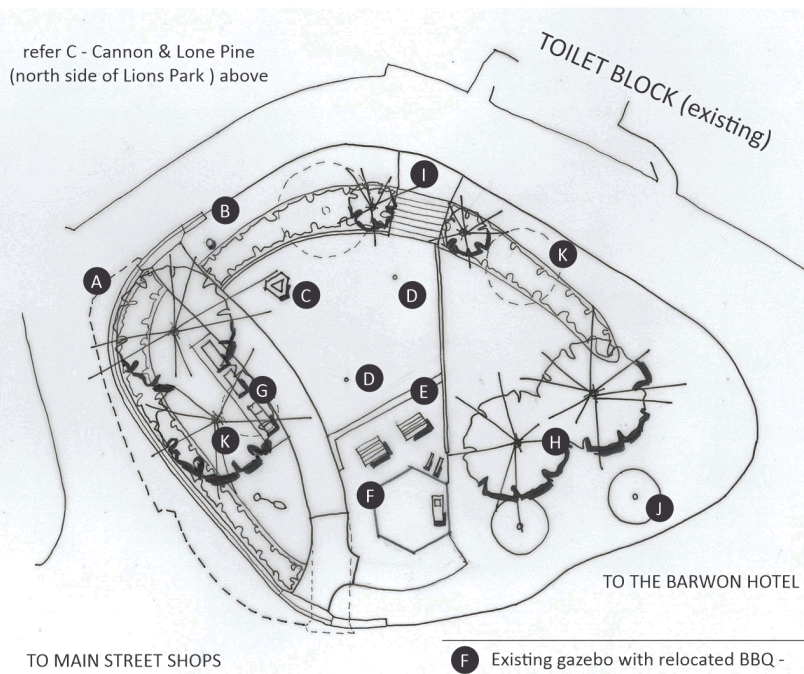 refer C - Cannon & Lone Pine
(north side of Lions Park ) above
TOILET BLOCK (existing)
I
B
K
A
C
D
D
E
G
K
H
F
J
TO THE BARWON HOTEL
TO MAIN STREET SHOPS
F Existing gazebo with relocated BBQ -